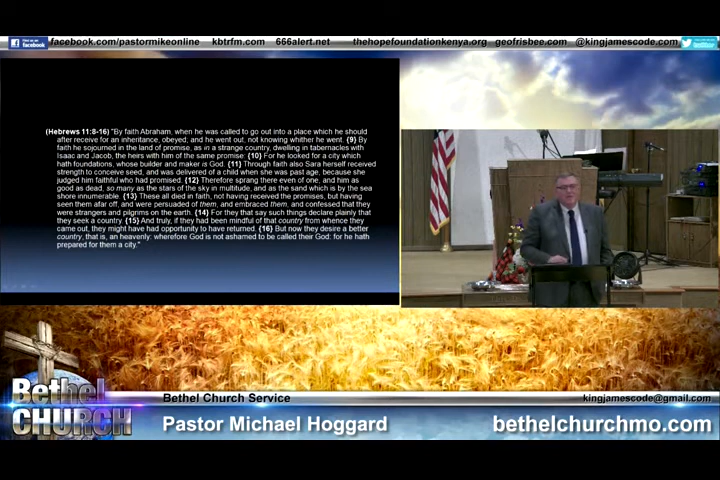 Find us on facebook
facebook.com/pastormikeonline kbtrfm.com 666alert.net thehopefoundationkenya.org geofrisbee.com @kingjamescode.com
twitter
(Hebrews 11:8-16) "By faith Abraham, when he was called to go out into a place which he should
after receive for an inheritance, obeyed; and he went out, not knowing whither he went. {9} By
faith he sojourned in the land of promise, as in a strange country, dwelling in tabernacles with
Isaac and Jacob, the heirs with him of the same promise: {10} For he looked for a city which
hath foundations, whose builder and maker is God. {11} Through faith also Sara herself received
strength to conceive seed, and was delivered of a child when she was past age, because she
judged him faithful who had promised. {12} Therefore sprang there even of one, and him as
good as dead, so many as the stars of the sky in multitude, and as the sand which is by the sea
shore innumerable. {13} These all died in faith, not having received the promises, but having
seen them afar off, and were persuaded of them, and embraced them, and confessed that they
were strangers and pilgrims on the earth. {14} For they that say such things declare plainly that
they seek a country. {15} And truly, if they had been mindful of that country from whence they
came out, they might have had opportunity to have returned. {16} But now they desire a better
country, that is, an heavenly: wherefore God is not ashamed to be called their God: for he hath
prepared for them a city."
Bethel
CHURCH
Bethel Church Service
kingjamescode@gmail.com
Pastor Michael Hoggard
bethelchurchmo.com